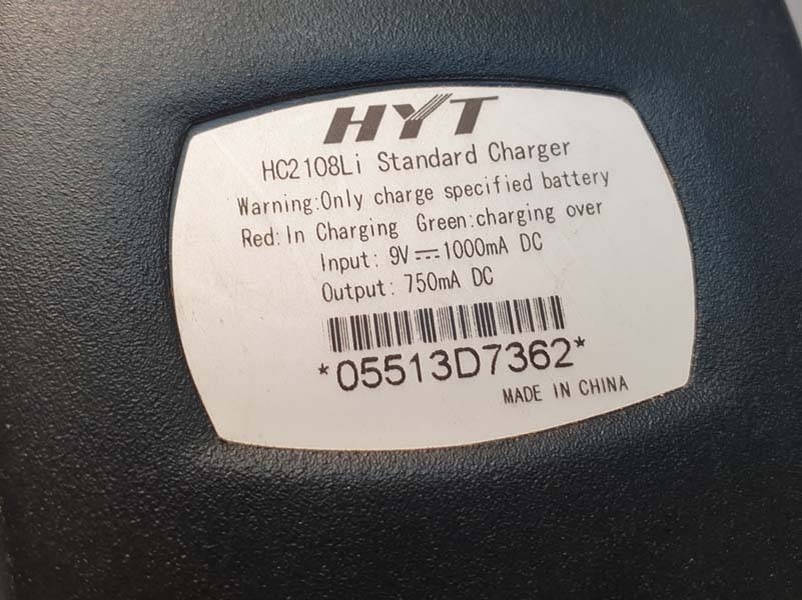 HYT
HC2108Li Standard Charger
Warning:Only charge specified battery
Red: In Charging Green:charging over
Input: 9V⎓1000mA DC
Output: 750mA DC
*05513D7362*
MADE IN CHINA